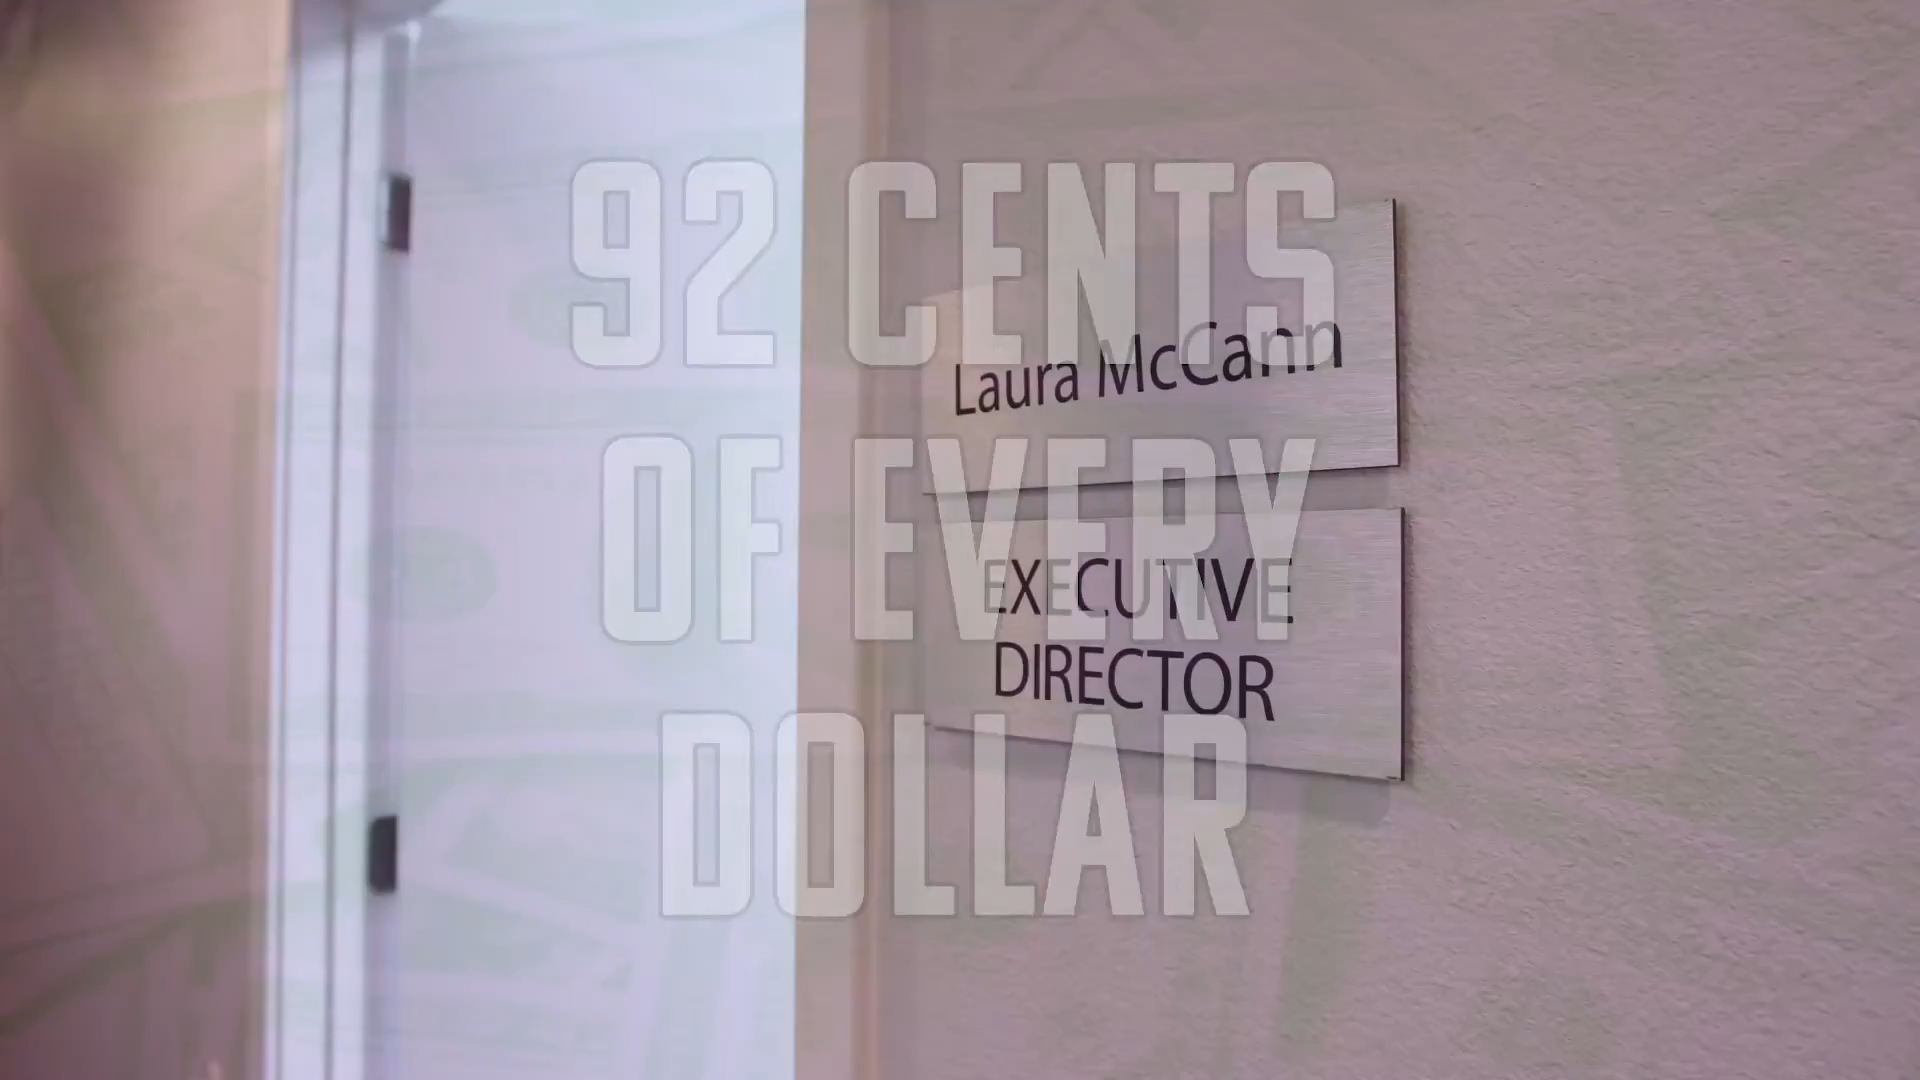 92 CENTS
OF EVERY
DOLLAR
Laura McCann
EXECUTIVE
DIRECTOR